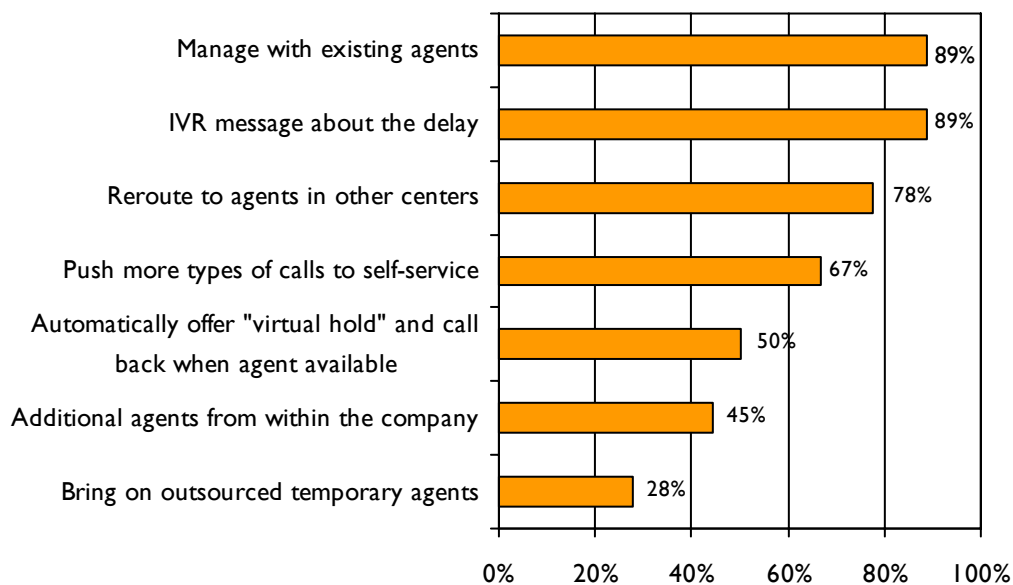 Manage with existing agents
89%
IVR message about the delay
89%
Reroute to agents in other centers
78%
Push more types of calls to self-service
67%
Automatically offer "virtual hold" and call
back when agent available
50%
Additional agents from within the company
45%
Bring on outsourced temporary agents
28%
0% 20% 40% 60% 80% 100%